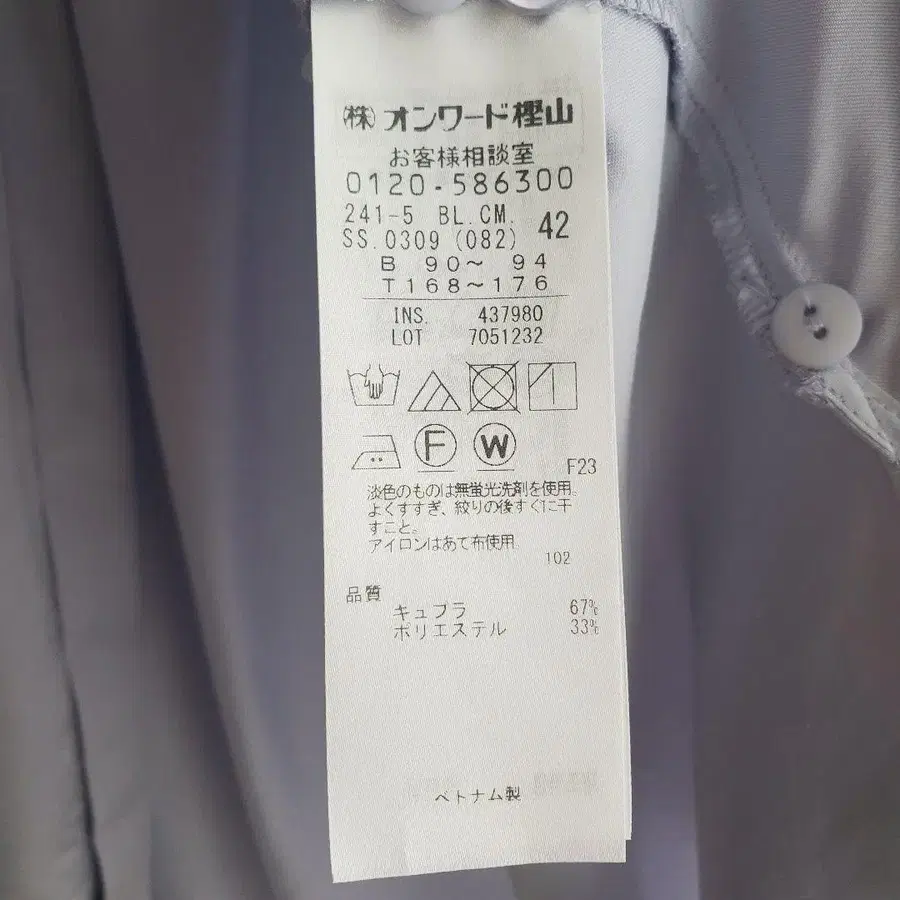 ㈱オンワード樫山
お客様相談室
0120-586300
241-5 BL.CM. 42
SS.0309 (082)
B 90～ 94
T168～176
INS. 437980
LOT 7051232
F W
F23
淡色のものは無蛍光洗剤を使用。
よくすすぎ、絞りの後すぐに干
すこと。
アイロンはあて布使用
102
品質
キュプラ 67%
ポリエステル 33%
ベトナム製